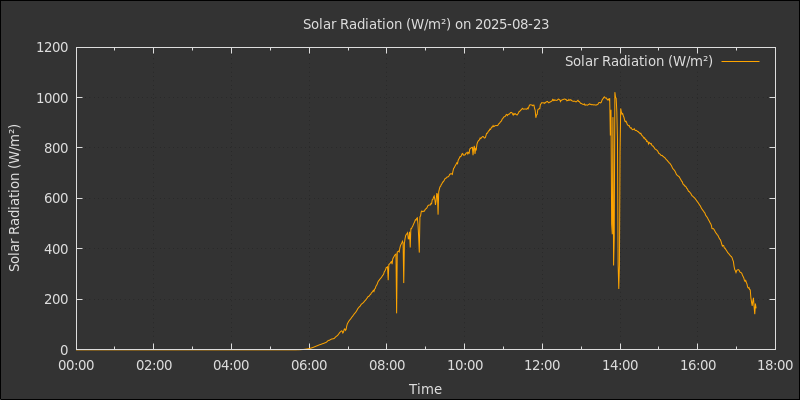 Solar Radiation (W/m²) on 2025-08-23
Solar Radiation (W/m²)
Solar Radiation (W/m²)
1200
1000
800
600
400
200
0
00:00 02:00 04:00 06:00 08:00 10:00 12:00 14:00 16:00 18:00
Time